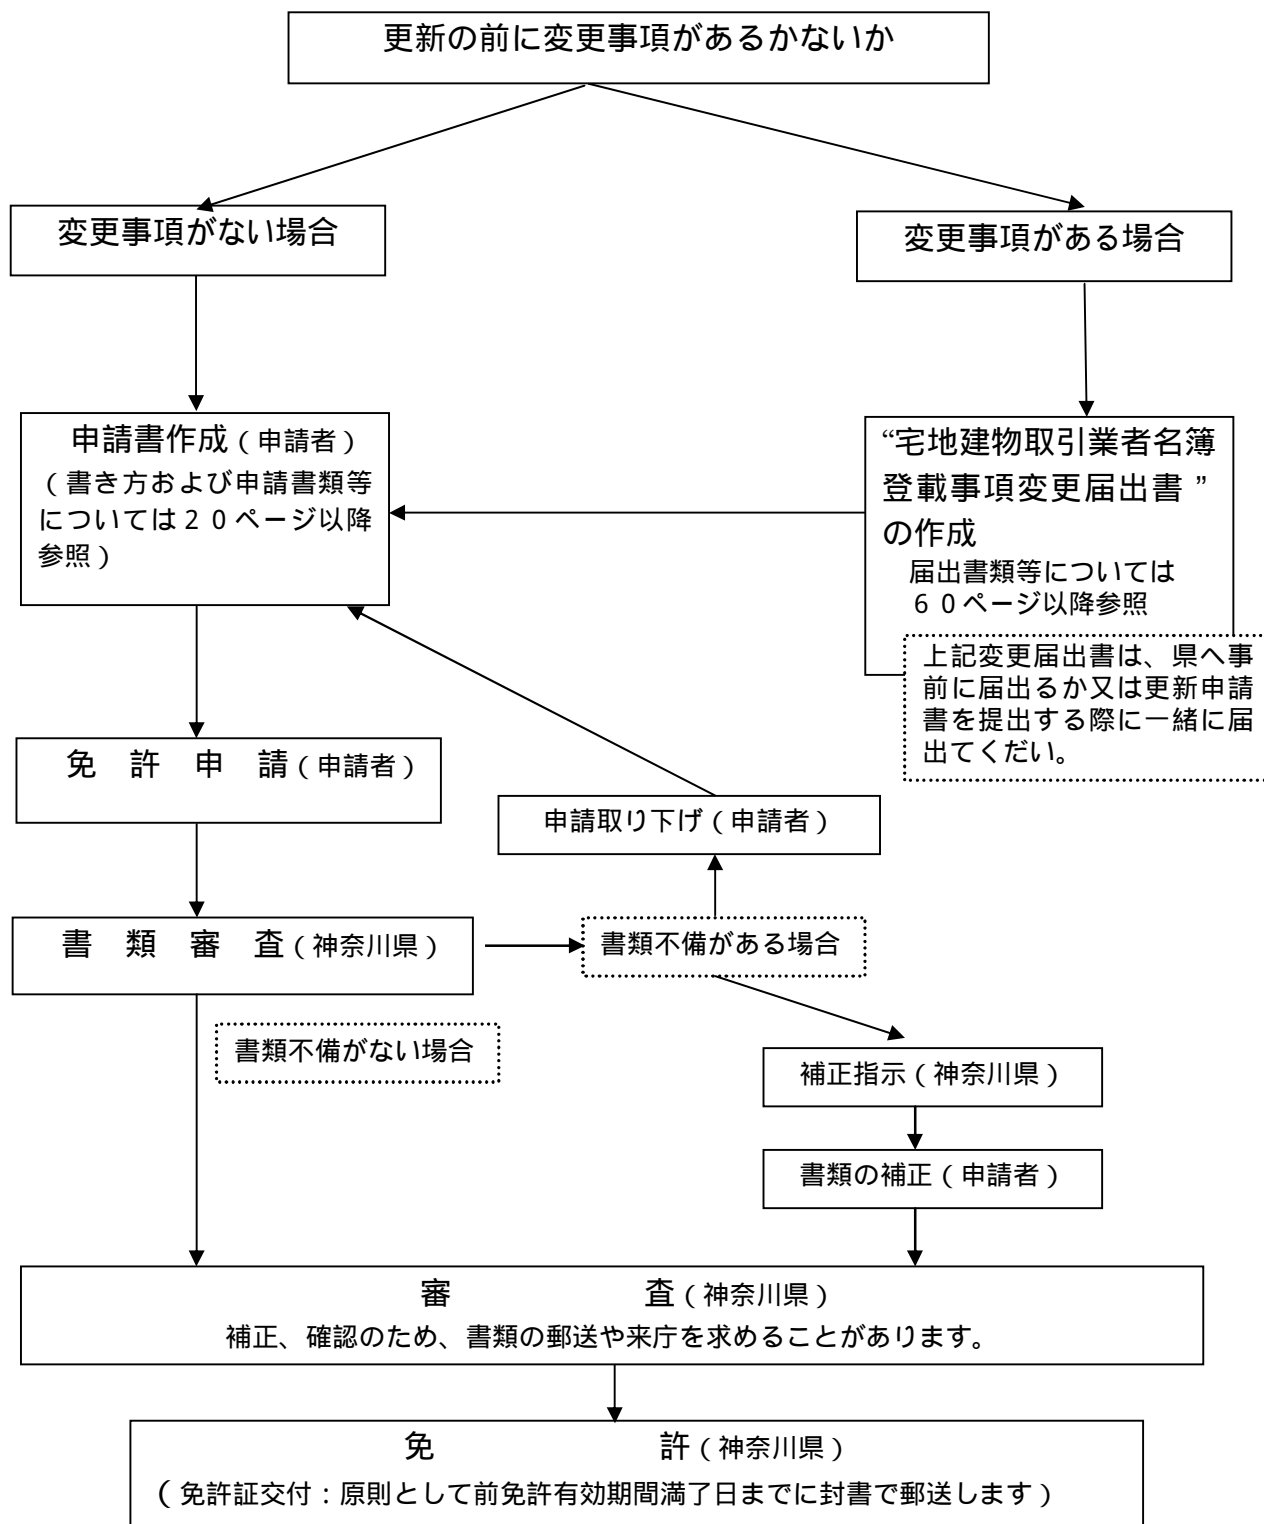 更新の前に変更事項があるかないか
変更事項がない場合
変更事項がある場合
申請書作成（申請者）
（書き方および申請書類等
については２０ページ以降
参照）
“宅地建物取引業者名簿
登載事項変更届出書”
の作成
届出書類等については
６０ページ以降参照
上記変更届出書は、県へ事
前に届出るか又は更新申請
書を提出する際に一緒に届
出てくだい。
免　許　申　請（申請者）
申請取り下げ（申請者）
書　類　審　査（神奈川県）
書類不備がある場合
書類不備がない場合
補正指示（神奈川県）
書類の補正（申請者）
審　　　　　　　査（神奈川県）
補正、確認のため、書類の郵送や来庁を求めることがあります。
免　　　　　　　許（神奈川県）
（免許証交付：原則として前免許有効期間満了日までに封書で郵送します）